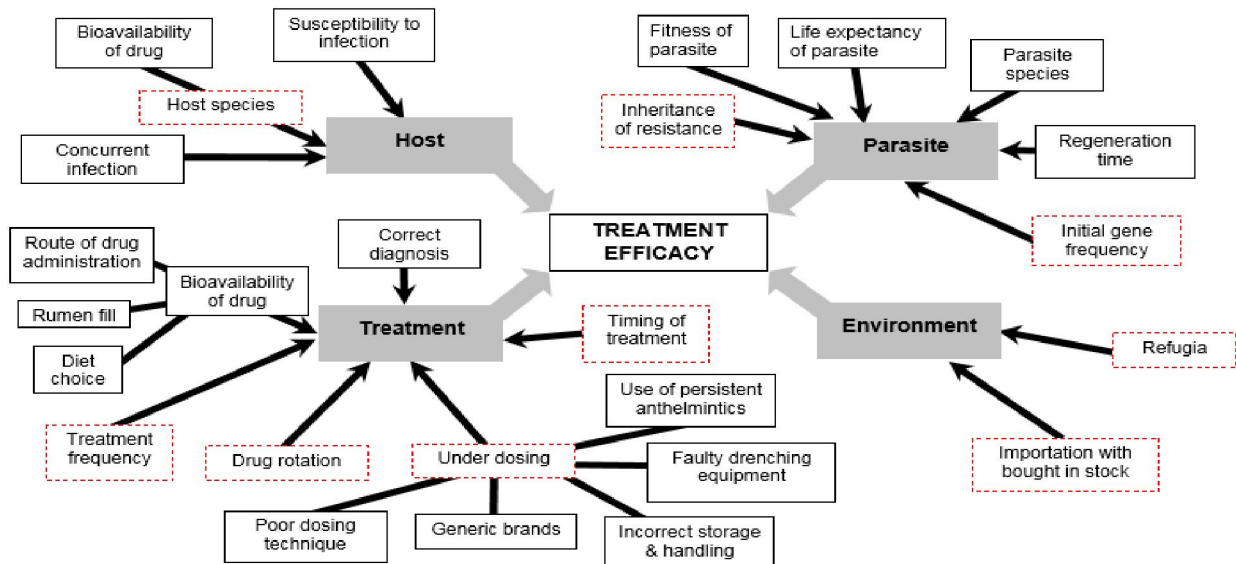 Bioavailability
of drug
Susceptibility to
infection
Host species
Concurrent
infection
Host
Fitness of
parasite
Life expectancy
of parasite
Parasite
species
Inheritance
of resistance
Parasite
Regeneration
time
Initial gene
frequency
TREATMENT
EFFICACY
Route of drug
administration
Correct
diagnosis
Bioavailability
of drug
Rumen fill
Diet
choice
Treatment
Timing of
treatment
Environment
Refugia
Treatment
frequency
Drug rotation
Under dosing
Use of persistent
anthelmintics
Faulty drenching
equipment
Importation with
bought in stock
Poor dosing
technique
Generic brands
Incorrect storage
& handling